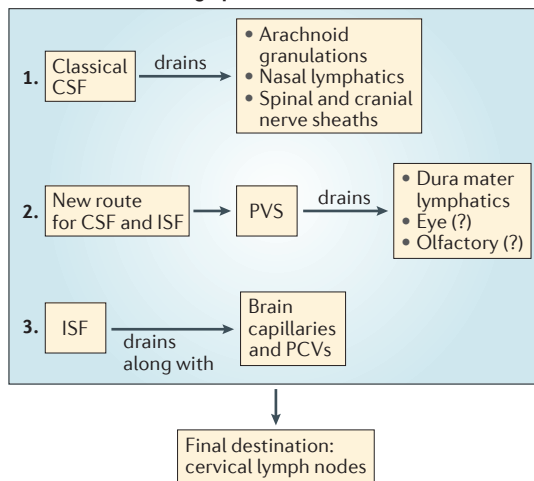 1. Classical
CSF
drains
• Arachnoid
granulations
• Nasal lymphatics
• Spinal and cranial
nerve sheaths
2. New route
for CSF and ISF
PVS
drains
• Dura mater
lymphatics
• Eye (?)
• Olfactory (?)
3. ISF
drains
along with
Brain
capillaries
and PCVs
Final destination:
cervical lymph nodes